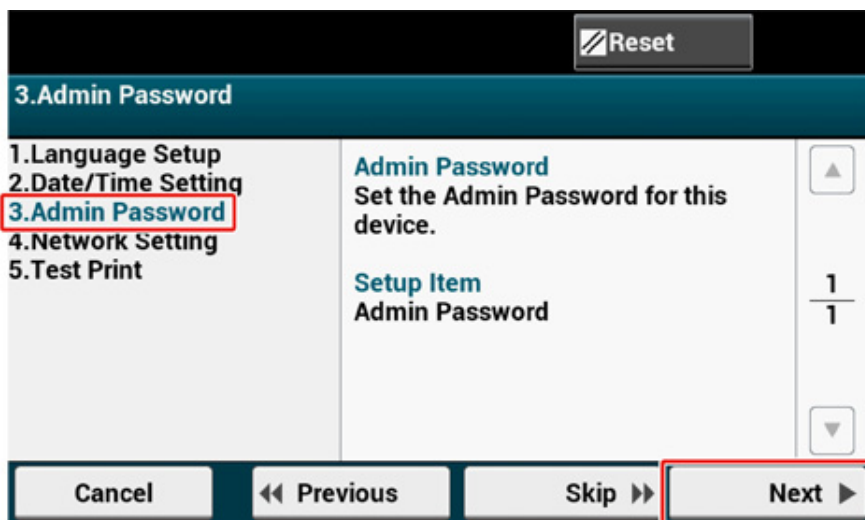 Reset
3.Admin Password
1.Language Setup
2.Date/Time Setting
3.Admin Password
4.Network Setting
5.Test Print
Admin Password
Set the Admin Password for this
device.
Setup Item
Admin Password
1
1
Cancel
Previous
Skip
Next